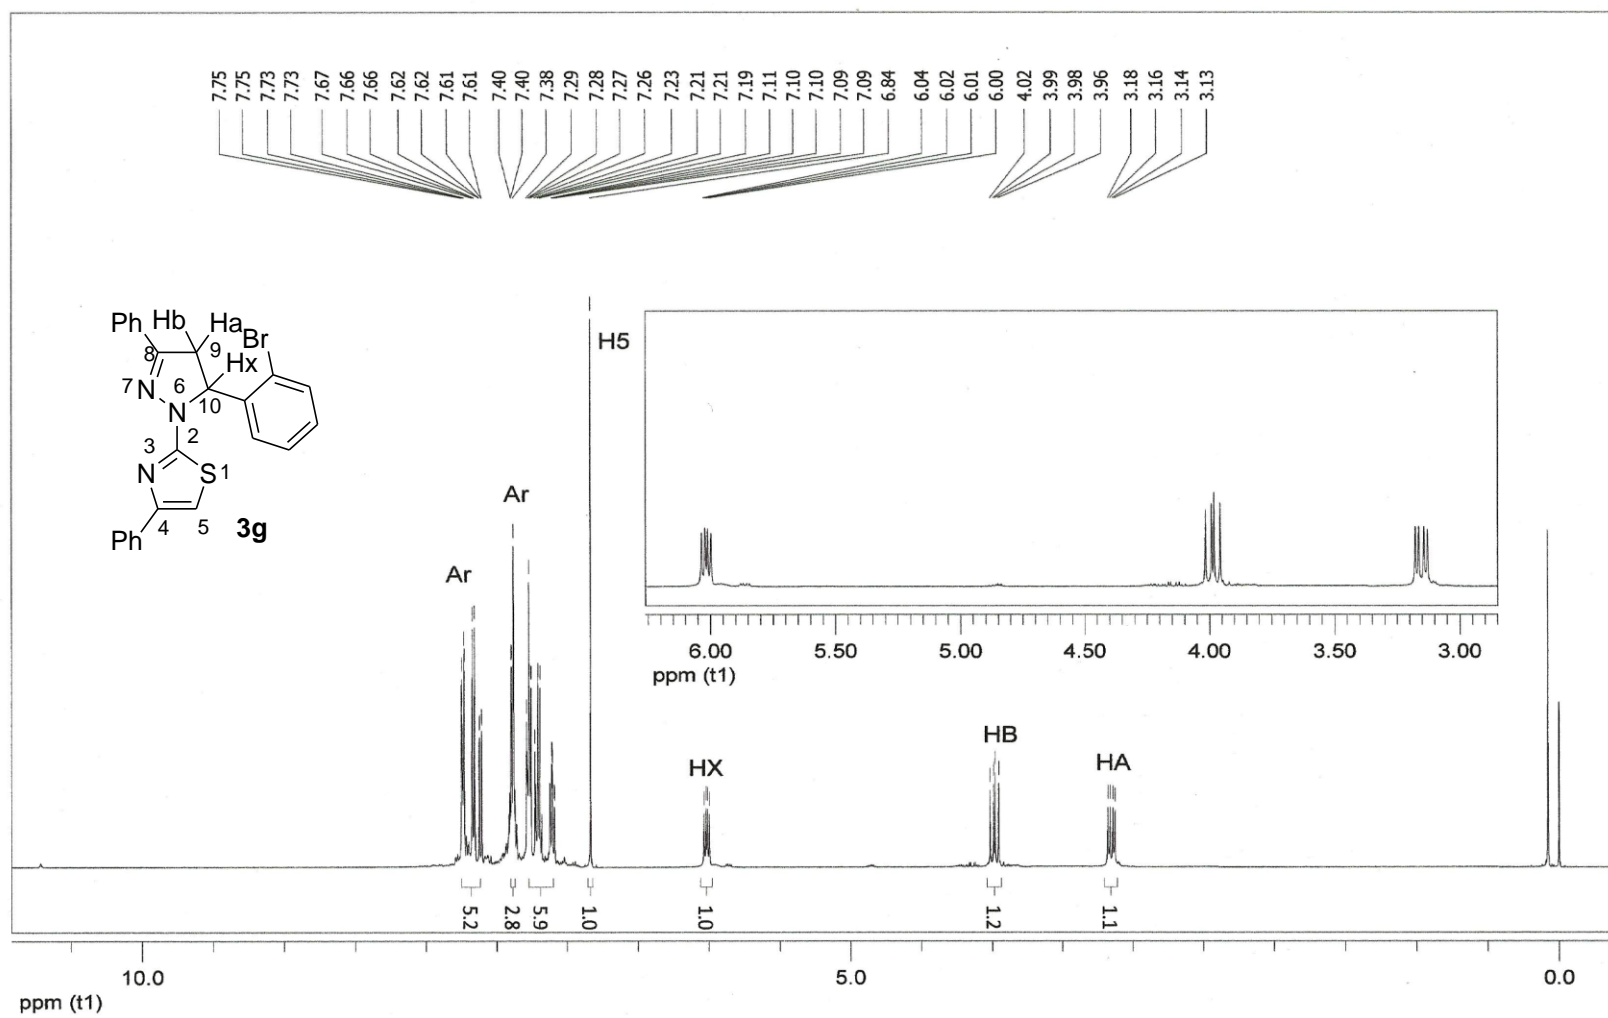 7.75
7.75
7.73
7.73
7.67
7.66
7.66
7.62
7.62
7.61
7.61
7.40
7.40
7.38
7.29
7.28
7.27
7.26
7.23
7.21
7.21
7.19
7.11
7.10
7.10
7.09
7.09
6.84
6.04
6.02
6.01
6.00
4.02
3.99
3.98
3.96
3.18
3.16
3.14
3.13
Ph Hb Ha
Br
8 9
Hx
7 N 6
N 10
3 2
N S 1
Ph 4 5 3g
H5
Ar
Ar
6.00 5.50 5.00 4.50 4.00 3.50 3.00
ppm (t1)
HX HB HA
5.2 2.8 5.9 1.0 1.0 1.2 1.1
10.0 5.0 0.0
ppm (t1)